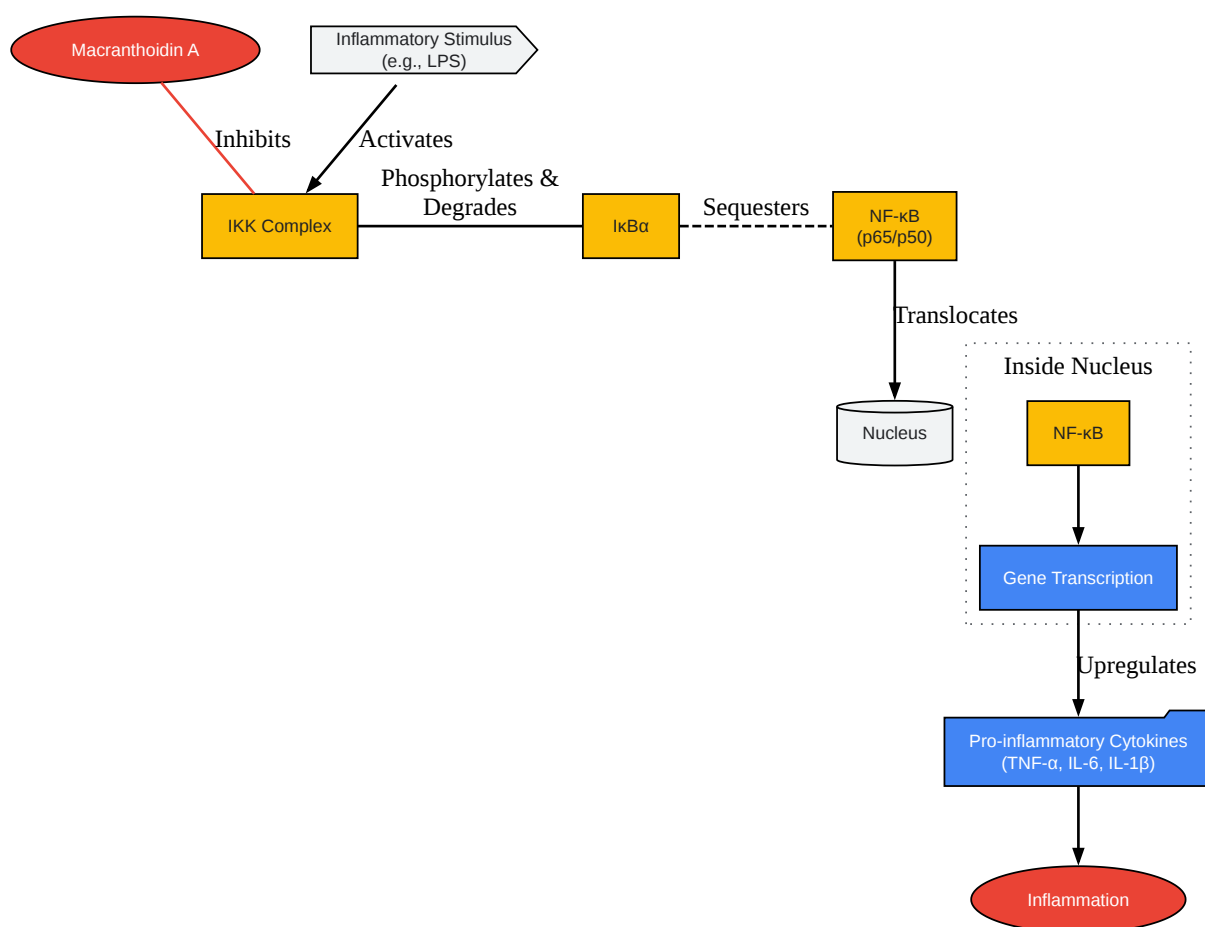 Macranthoidin A
Inflammatory Stimulus
(e.g., LPS)
Inhibits
Activates
Phosphorylates &
Degrades
Sequesters
IKK Complex
IκBα
NF-κB
(p65/p50)
Translocates
Inside Nucleus
Nucleus
NF-κB
Gene Transcription
Upregulates
Pro-inflammatory Cytokines
(TNF-α, IL-6, IL-1β)
Inflammation